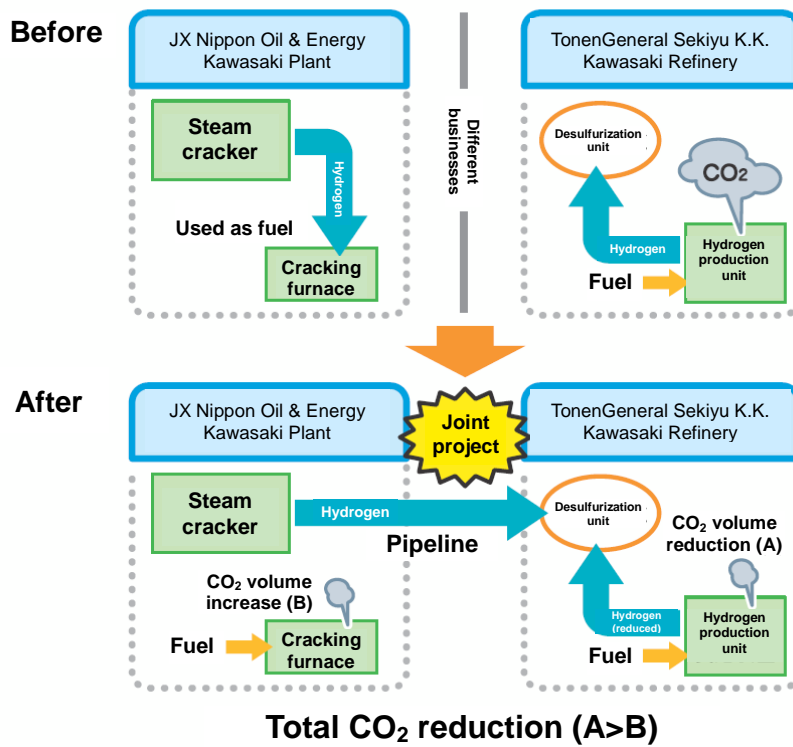 Before
JX Nippon Oil & Energy
Kawasaki Plant
Different
businesses
TonenGeneral Sekiyu K.K.
Kawasaki Refinery
Steam
cracker
Hydrogen
Used as fuel
Cracking
furnace
Desulfurization
unit
CO₂
Hydrogen
Fuel
Hydrogen
production
unit
After
JX Nippon Oil & Energy
Kawasaki Plant
Joint
project
TonenGeneral Sekiyu K.K.
Kawasaki Refinery
Steam
cracker
Hydrogen
Pipeline
Desulfurization
unit
CO₂ volume
reduction (A)
CO₂ volume
increase (B)
Fuel
Cracking
furnace
Hydrogen
(reduced)
Fuel
Hydrogen
production
unit
Total CO₂ reduction (A>B)